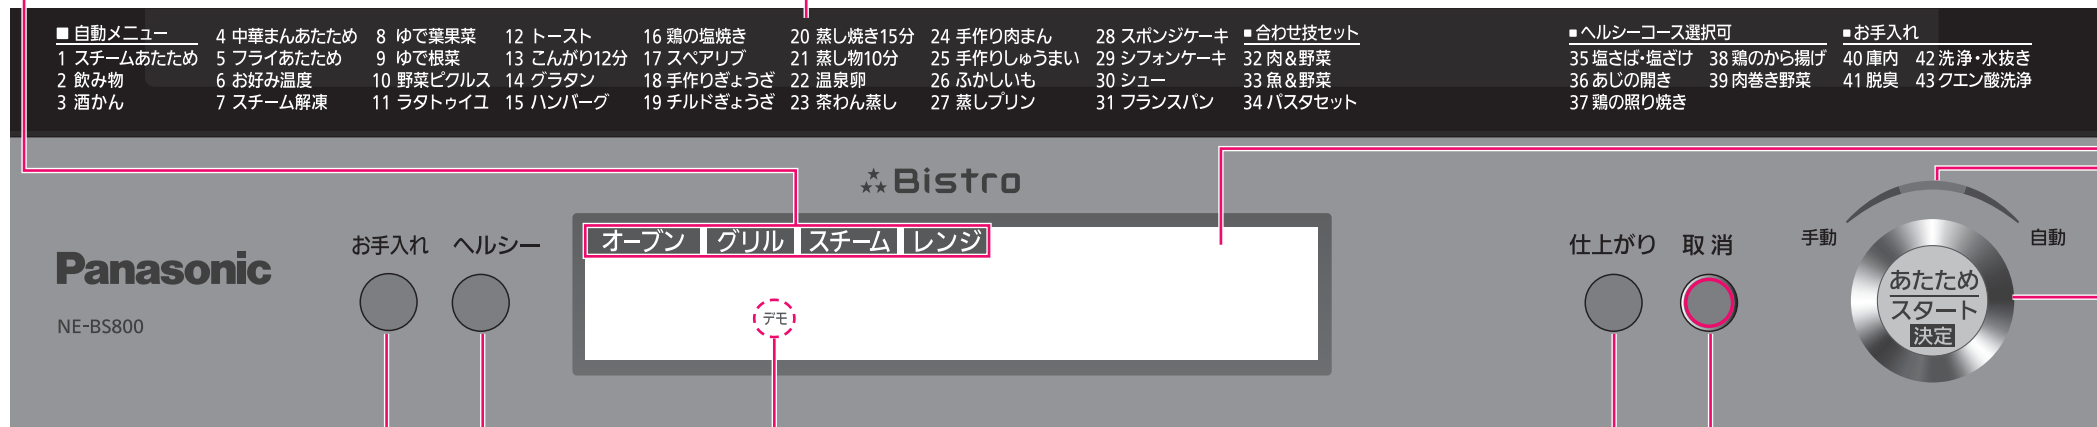 ■自動メニュー
1 スチームあたため
2 飲み物
3 酒かん
4 中華まんあたため
5 フライあたため
6 お好み温度
7 スチーム解凍
8 ゆで葉果菜
9 ゆで根菜
10 野菜ピクルス
11 ラタトゥイユ
12 トースト
13 こんがり12分
14 グラタン
15 ハンバーグ
16 鶏の塩焼き
17 スペアリブ
18 手作りぎょうざ
19 チルドぎょうざ
20 蒸し焼き15分
21 蒸し物10分
22 温泉卵
23 茶わん蒸し
24 手作り肉まん
25 手作りしゅうまい
26 ふかしいも
27 蒸しプリン
28 スポンジケーキ
29 シフォンケーキ
30 シュー
31 フランスパン
■合わせ技セット
32 肉&野菜
33 魚&野菜
34 パスタセット
■ヘルシーコース選択可
35 塩さば・塩ざけ
36 あじの開き
37 鶏の照り焼き
38 鶏のから揚げ
39 肉巻き野菜
■お手入れ
40 庫内
41 脱臭
42 洗浄・水抜き
43 クエン酸洗浄
Bistro
Panasonic
NE-BS800
お手入れ
ヘルシー
オーブン グリル スチーム レンジ
デモ
仕上がり
取消
手動
自動
あたため
スタート
決定